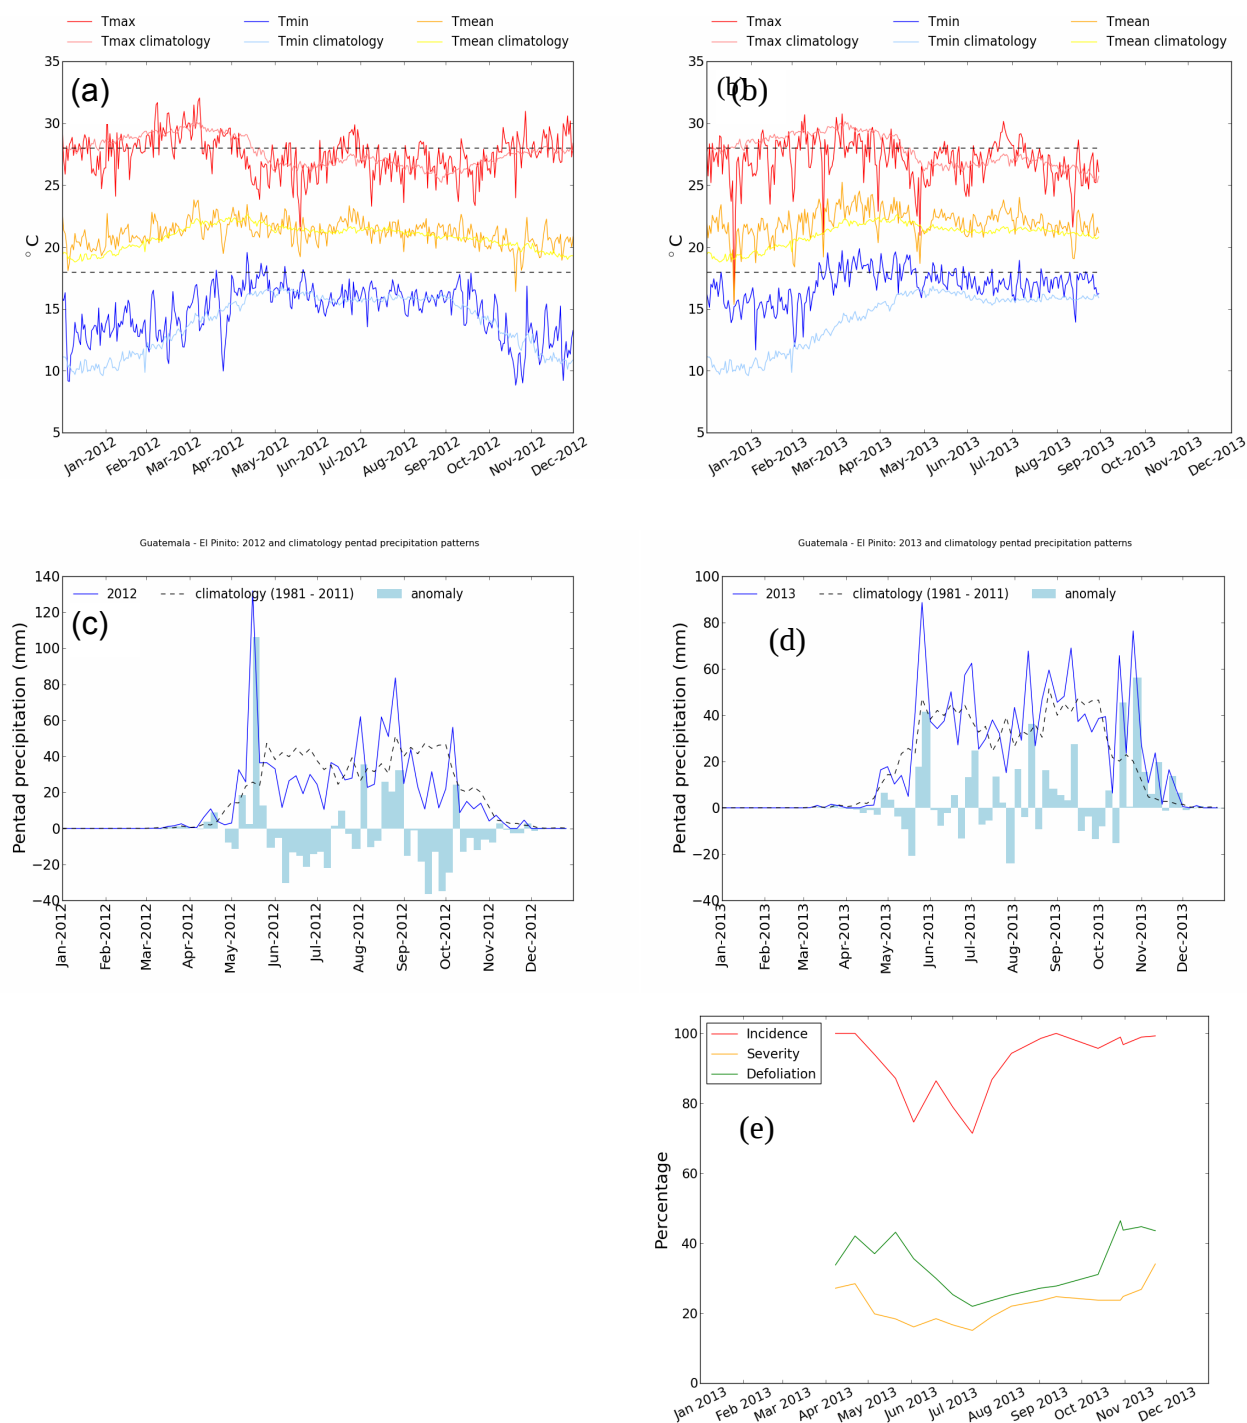 Tmax Tmin Tmean
Tmax climatology Tmin climatology Tmean climatology
(a)
35
30
25
20
15
10
5
° C
Jan-2012 Feb-2012 Mar-2012 Apr-2012 May-2012 Jun-2012 Jul-2012 Aug-2012 Sep-2012 Oct-2012 Nov-2012 Dec-2012
Tmax Tmin Tmean
Tmax climatology Tmin climatology Tmean climatology
(b) (b)
35
30
25
20
15
10
5
° C
Jan-2013 Feb-2013 Mar-2013 Apr-2013 May-2013 Jun-2013 Jul-2013 Aug-2013 Sep-2013 Oct-2013 Nov-2013 Dec-2013
Guatemala - El Pinito: 2012 and climatology pentad precipitation patterns
2012 climatology (1981 - 2011) anomaly
(c)
140
120
100
80
60
40
20
0
−20
−40
Pentad precipitation (mm)
Jan-2012 Feb-2012 Mar-2012 Apr-2012 May-2012 Jun-2012 Jul-2012 Aug-2012 Sep-2012 Oct-2012 Nov-2012 Dec-2012
Guatemala - El Pinito: 2013 and climatology pentad precipitation patterns
2013 climatology (1981 - 2011) anomaly
(d)
100
80
60
40
20
0
−20
−40
Pentad precipitation (mm)
Jan-2013 Feb-2013 Mar-2013 Apr-2013 May-2013 Jun-2013 Jul-2013 Aug-2013 Sep-2013 Oct-2013 Nov-2013 Dec-2013
Incidence
Severity
Defoliation
(e)
100
80
60
40
20
0
Percentage
Jan 2013 Feb 2013 Mar 2013 Apr 2013 May 2013 Jun 2013 Jul 2013 Aug 2013 Sep 2013 Oct 2013 Nov 2013 Dec 2013